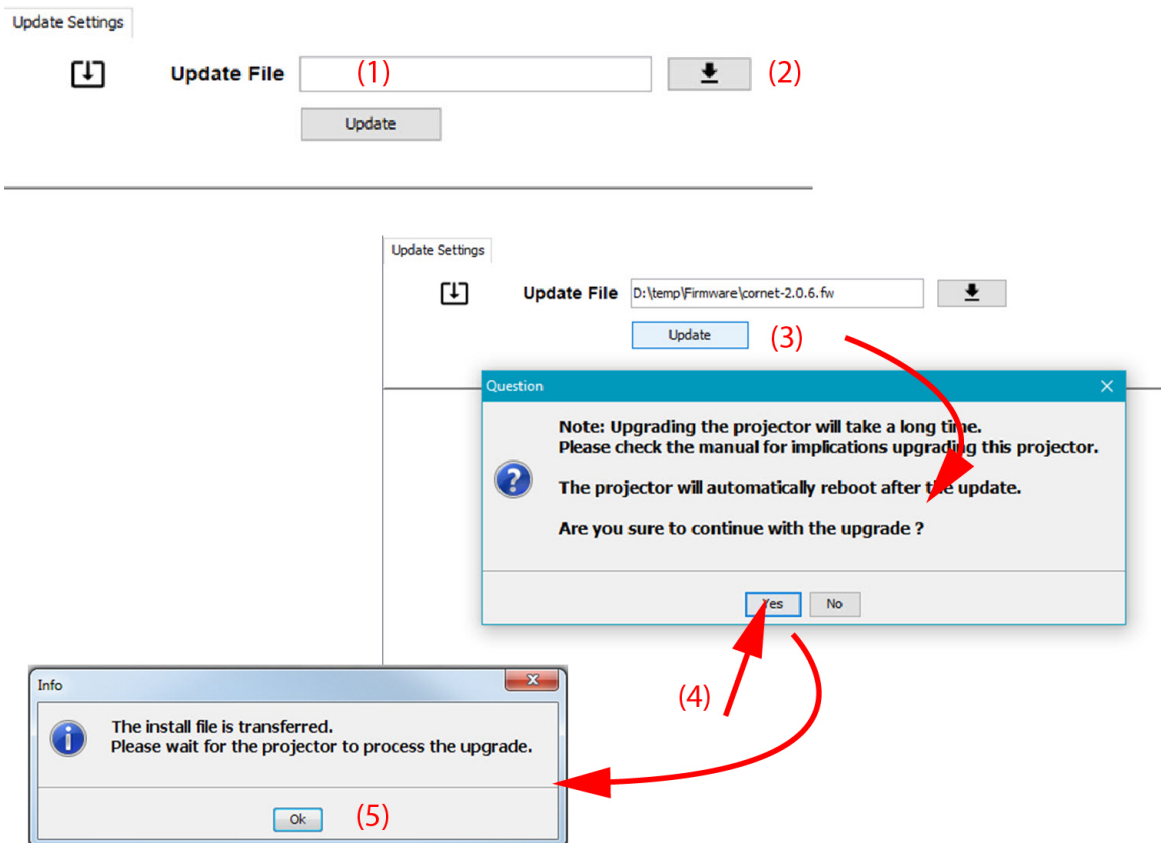 Update Settings
Update File (1) (2)
Update
Update Settings
Update File D:\temp\Firmware\cornet-2.0.6.fw
Update (3)
Question
Note: Upgrading the projector will take a long time.
Please check the manual for implications upgrading this projector.
The projector will automatically reboot after the update.
Are you sure to continue with the upgrade ?
Yes No
(4)
Info
The install file is transferred.
Please wait for the projector to process the upgrade.
Ok (5)